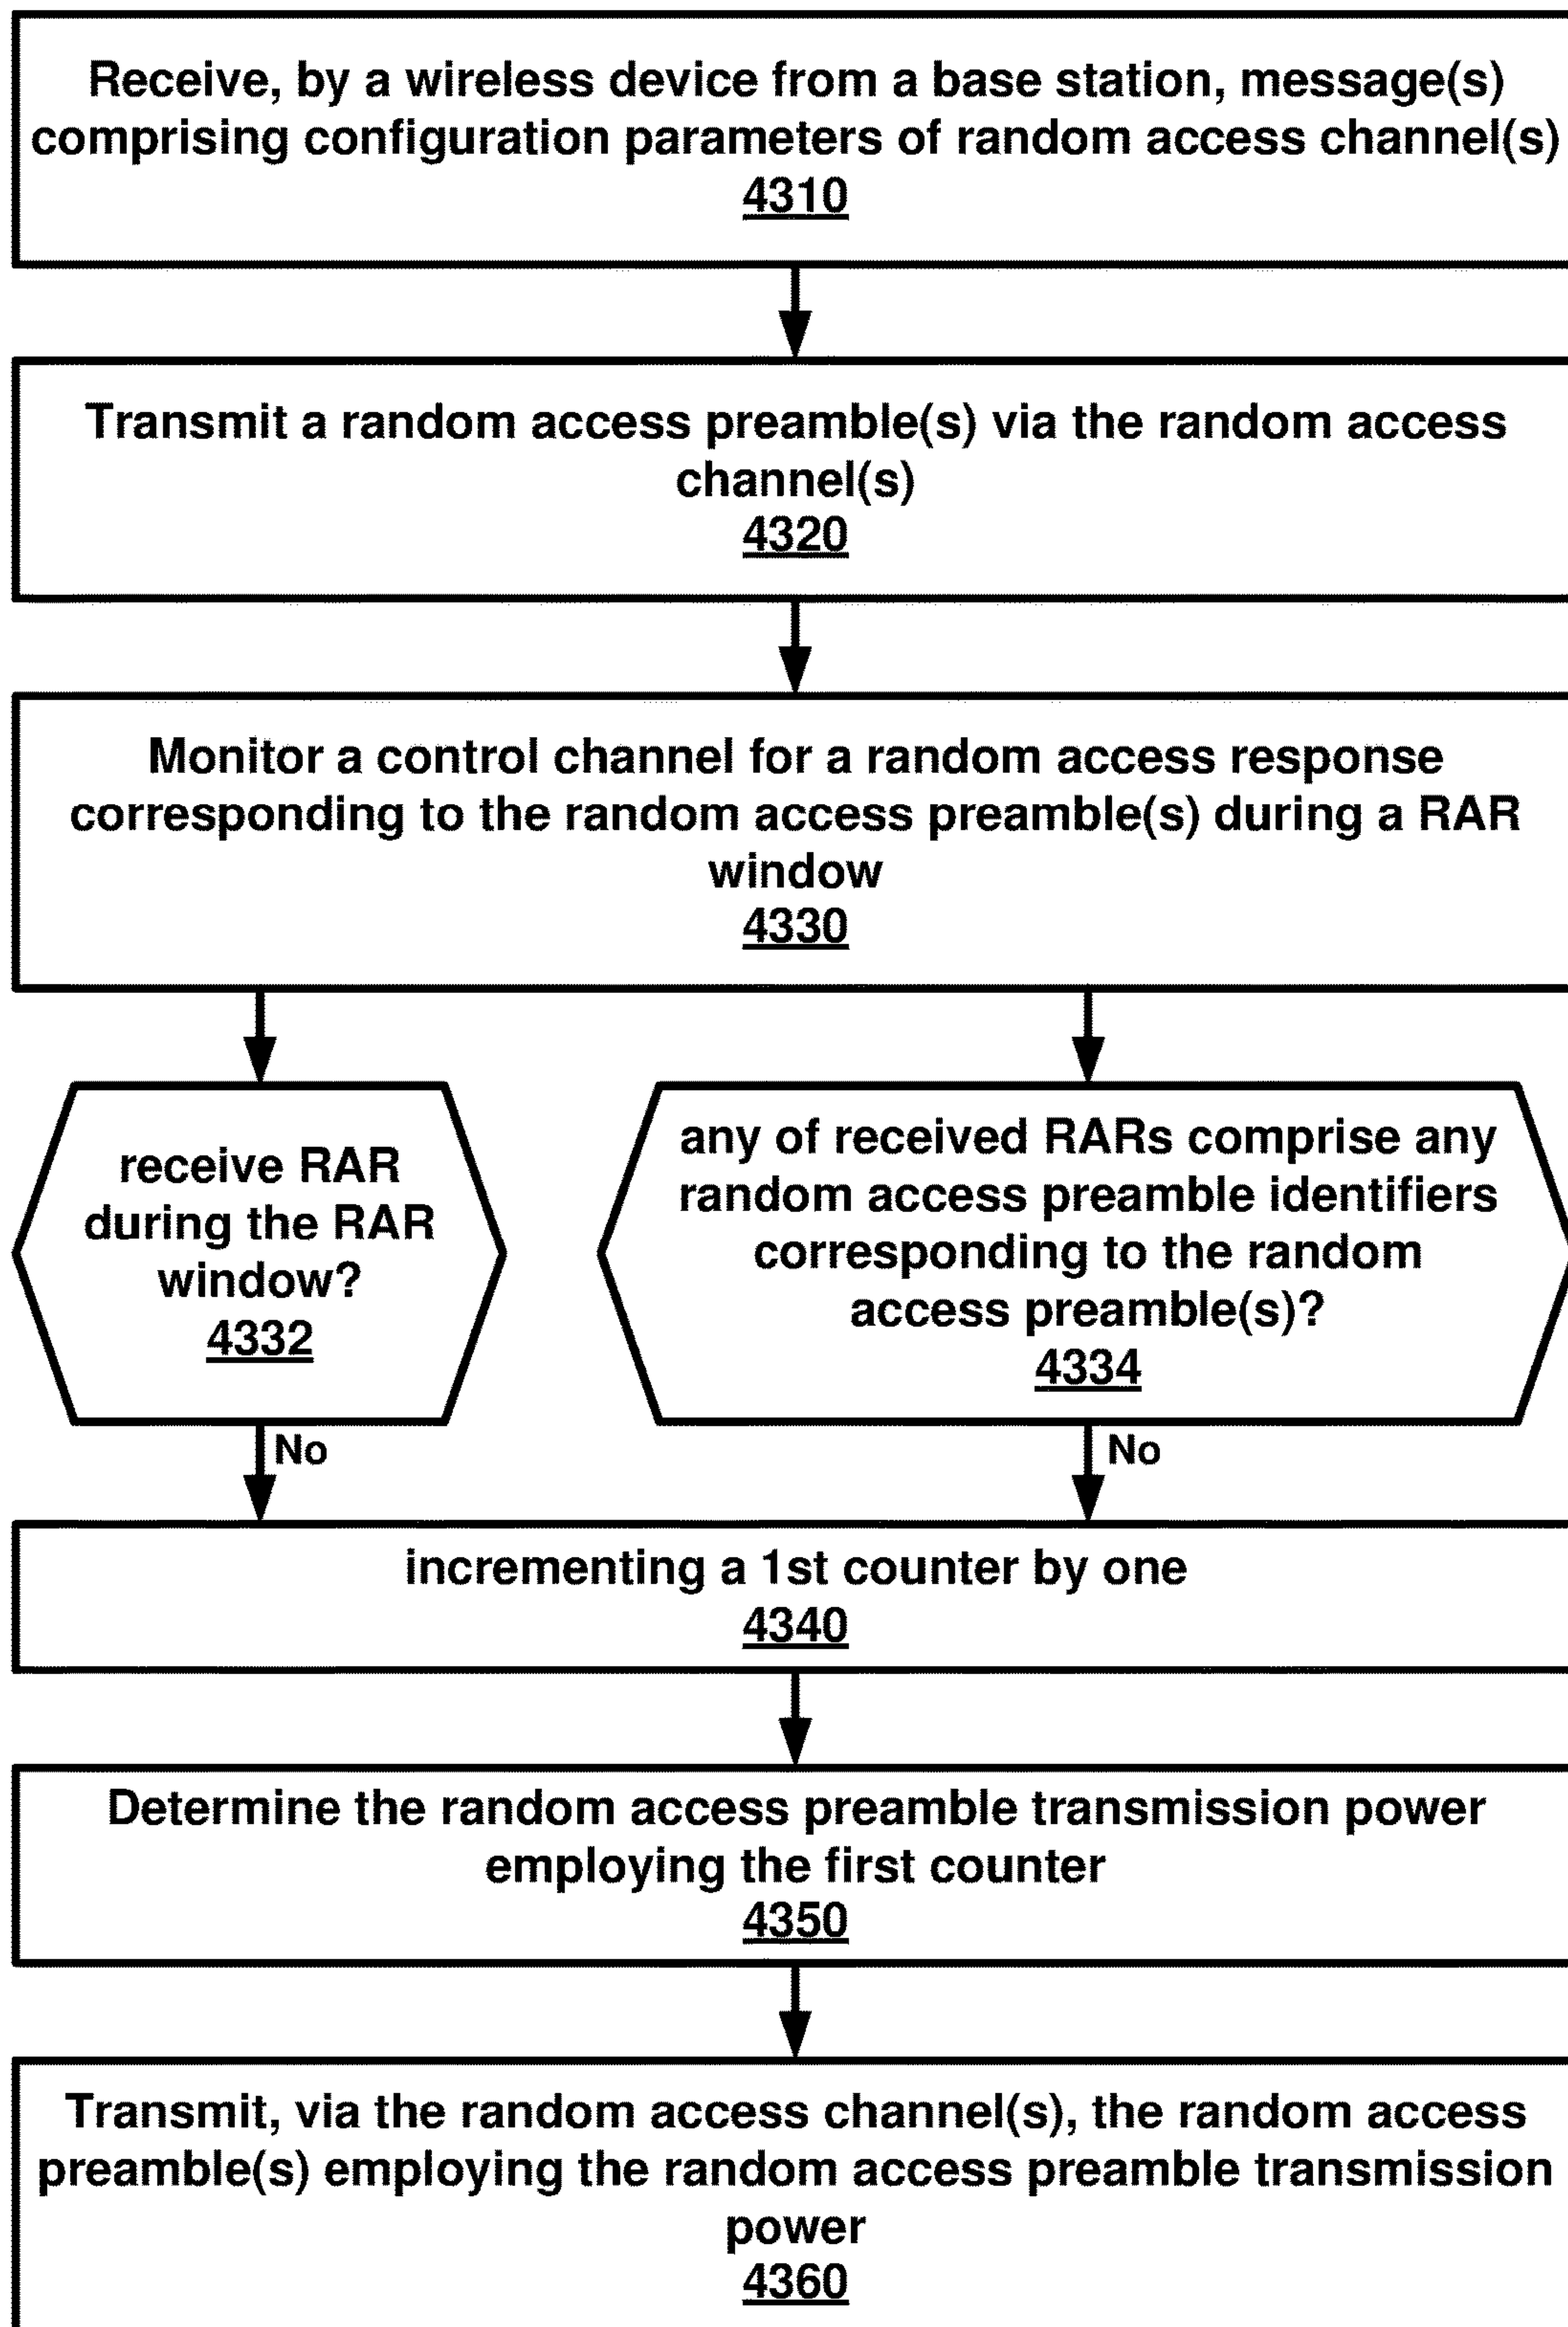 Receive, by a wireless device from a base station, message(s)
comprising configuration parameters of random access channel(s)
4310
Transmit a random access preamble(s) via the random access
channel(s)
4320
Monitor a control channel for a random access response
corresponding to the random access preamble(s) during a RAR
window
4330
receive RAR
during the RAR
window?
4332
any of received RARs comprise any
random access preamble identifiers
corresponding to the random
access preamble(s)?
4334
No
No
incrementing a 1st counter by one
4340
Determine the random access preamble transmission power
employing the first counter
4350
Transmit, via the random access channel(s), the random access
preamble(s) employing the random access preamble transmission
power
4360